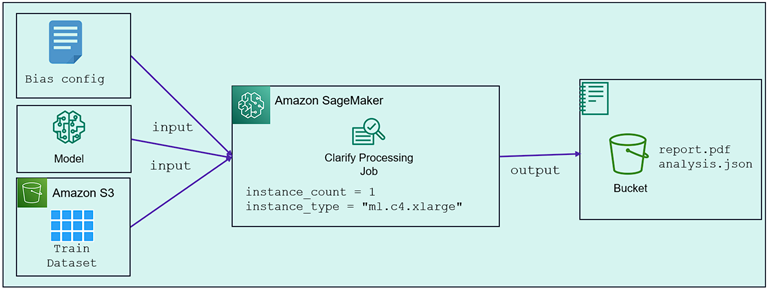 Bias config
Model
Amazon S3
Train
Dataset
input
input
Amazon SageMaker
Clarify Processing
Job
instance_count = 1
instance_type = "ml.c4.xlarge"
output
report.pdf
analysis.json
Bucket